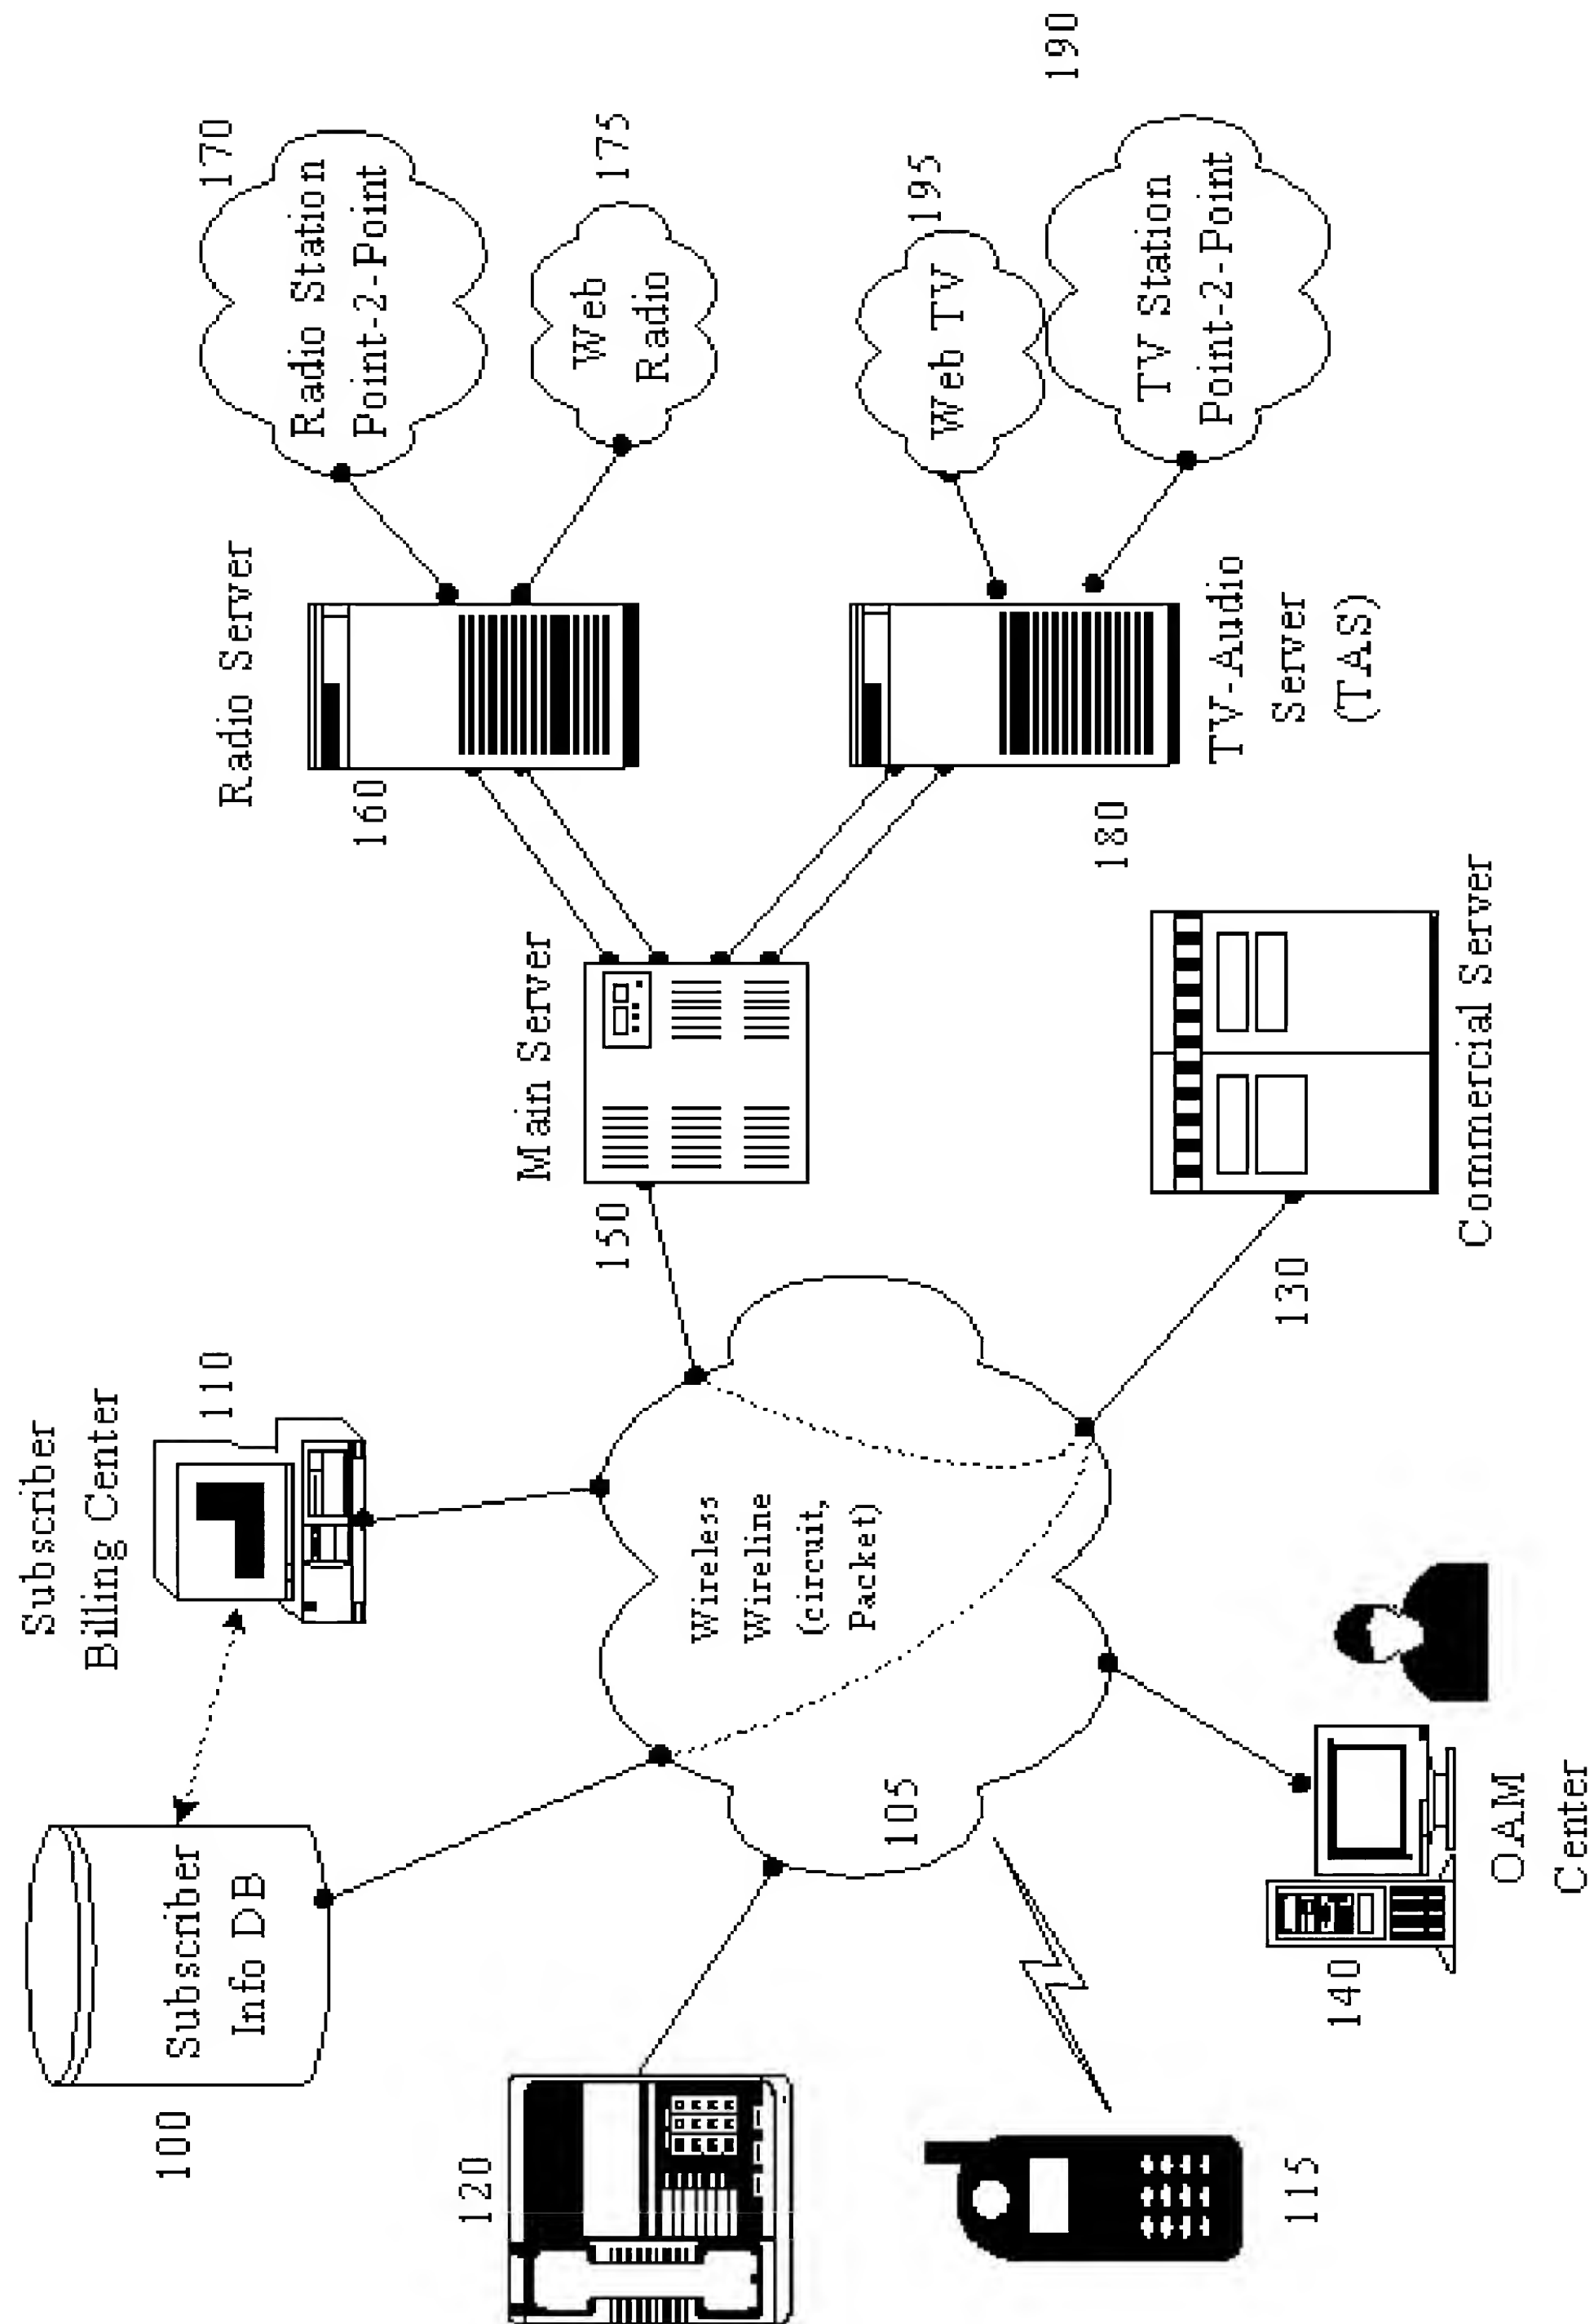 Subscriber
Info DB
100
Subscriber
Billing Center
110
120
115
Wireless
Wireline
(circuit,
Packet)
105
OAM
Center
140
Main Server
150
Commercial Server
130
Radio Server
160
TV-Audio
Server
(TAS)
180
Radio Station
Point-2-Point
170
Web
Radio
175
Web TV
195
TV Station
Point-2-Point
190